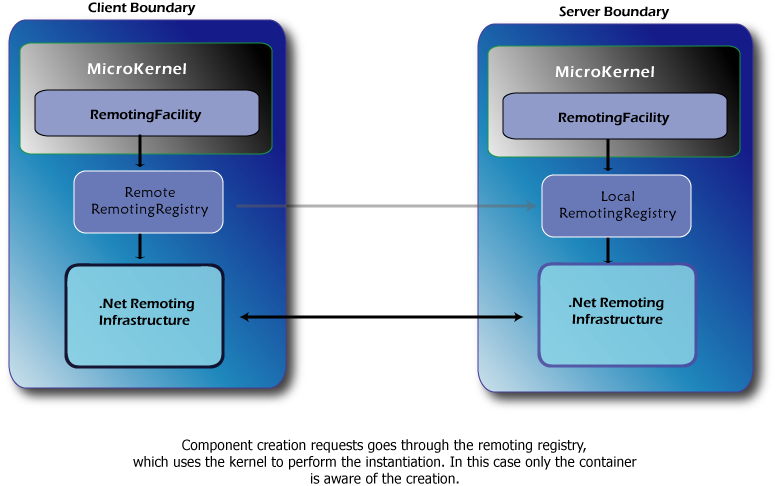 Client Boundary
MicroKernel
RemotingFacility
Remote
RemotingRegistry
.Net Remoting
Infrastructure
Server Boundary
MicroKernel
RemotingFacility
Local
RemotingRegistry
.Net Remoting
Infrastructure
Component creation requests goes through the remoting registry,
which uses the kernel to perform the instantiation. In this case only the container
is aware of the creation.